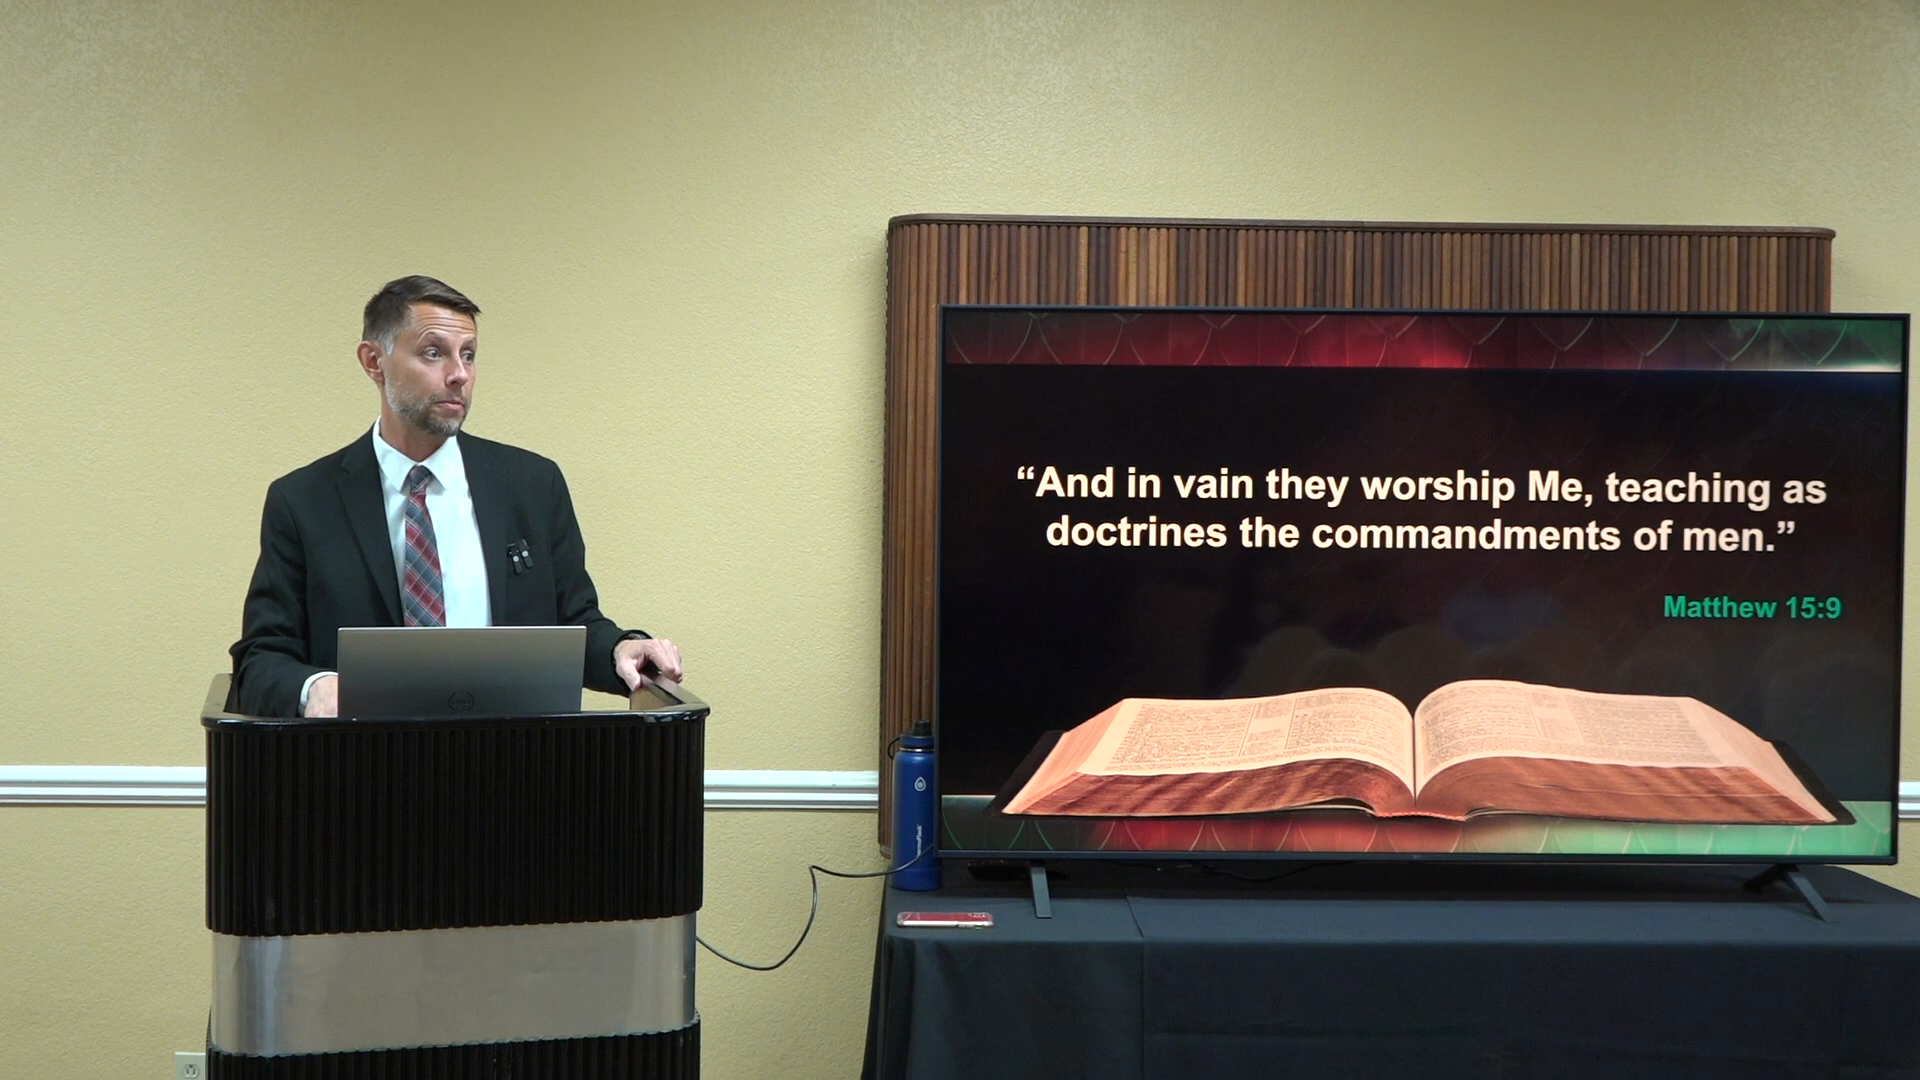 “And in vain they worship Me, teaching as
doctrines the commandments of men.”
Matthew 15:9